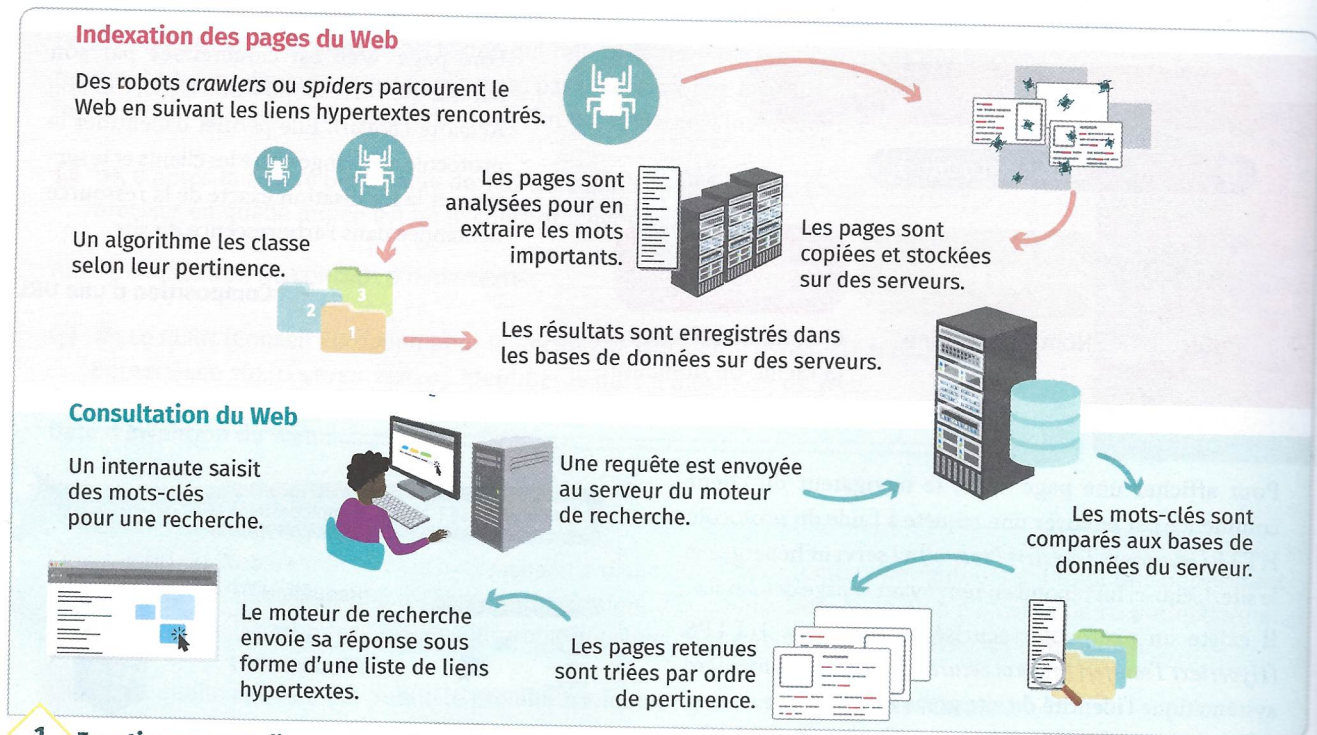 Indexation des pages du Web
Des robots crawlers ou spiders parcourent le
Web en suivant les liens hypertextes rencontrés.
Les pages sont
copiées et stockées
sur des serveurs.
Les pages sont
analysées pour en
extraire les mots
importants.
Un algorithme les classe
selon leur pertinence.
3
2
1
Les résultats sont enregistrés dans
les bases de données sur des serveurs.
Consultation du Web
Un internaute saisit
des mots-clés
pour une recherche.
Une requête est envoyée
au serveur du moteur
de recherche.
Les mots-clés sont
comparés aux bases de
données du serveur.
Les pages retenues
sont triées par ordre
de pertinence.
Le moteur de recherche
envoie sa réponse sous
forme d'une liste de liens
hypertextes.
1